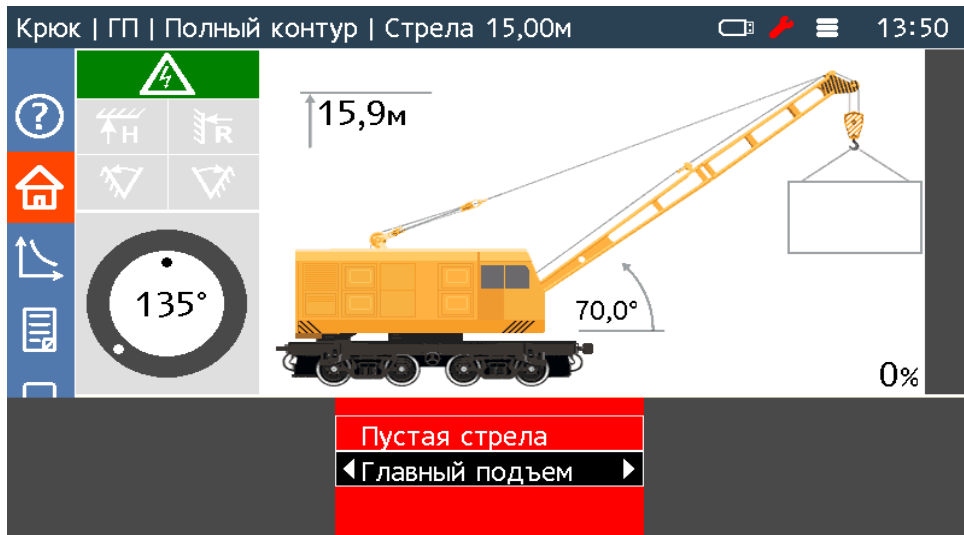 Крюк | ГП | Полный контур | Стрела 15,00м
13:50
?
H
R
15,9м
135°
70,0°
0%
Пустая стрела
Главный подъем